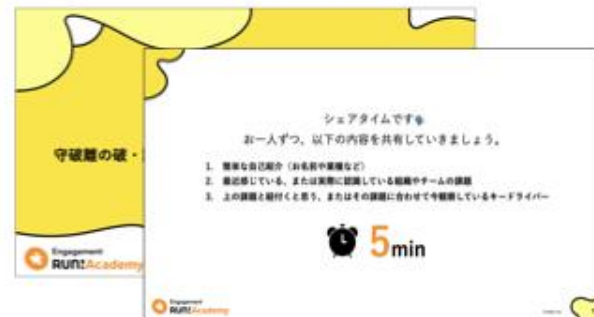 守破離の破・
シェアタイムです
お一人ずつ、以下の内容を共有していきましょう。
1. 簡単な自己紹介（お名前や業種など）
2. 最近感じている、または実際に認識している組織やチームの課題
3. 上の課題と紐付くと思う、またはその課題に合わせて今観察しているキードライバー
5min
Engagement
RUN!Academy
Engagement
RUN!Academy